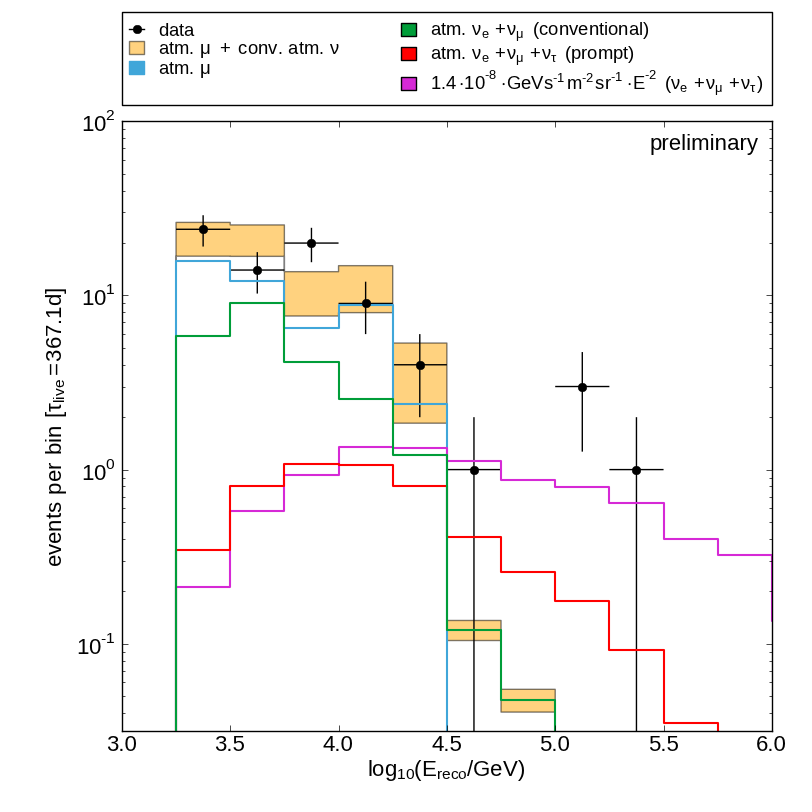 data
atm. μ + conv. atm. ν
atm. μ
atm. νe +νμ (conventional)
atm. νe +νμ +ντ (prompt)
1.4·10-8 ·GeVs-1m-2sr-1 ·E-2 (νe +νμ +ντ)
preliminary
events per bin [τlive=367.1d]
102
101
100
10-1
3.0 3.5 4.0 4.5 5.0 5.5 6.0
log10(Ereco/GeV)